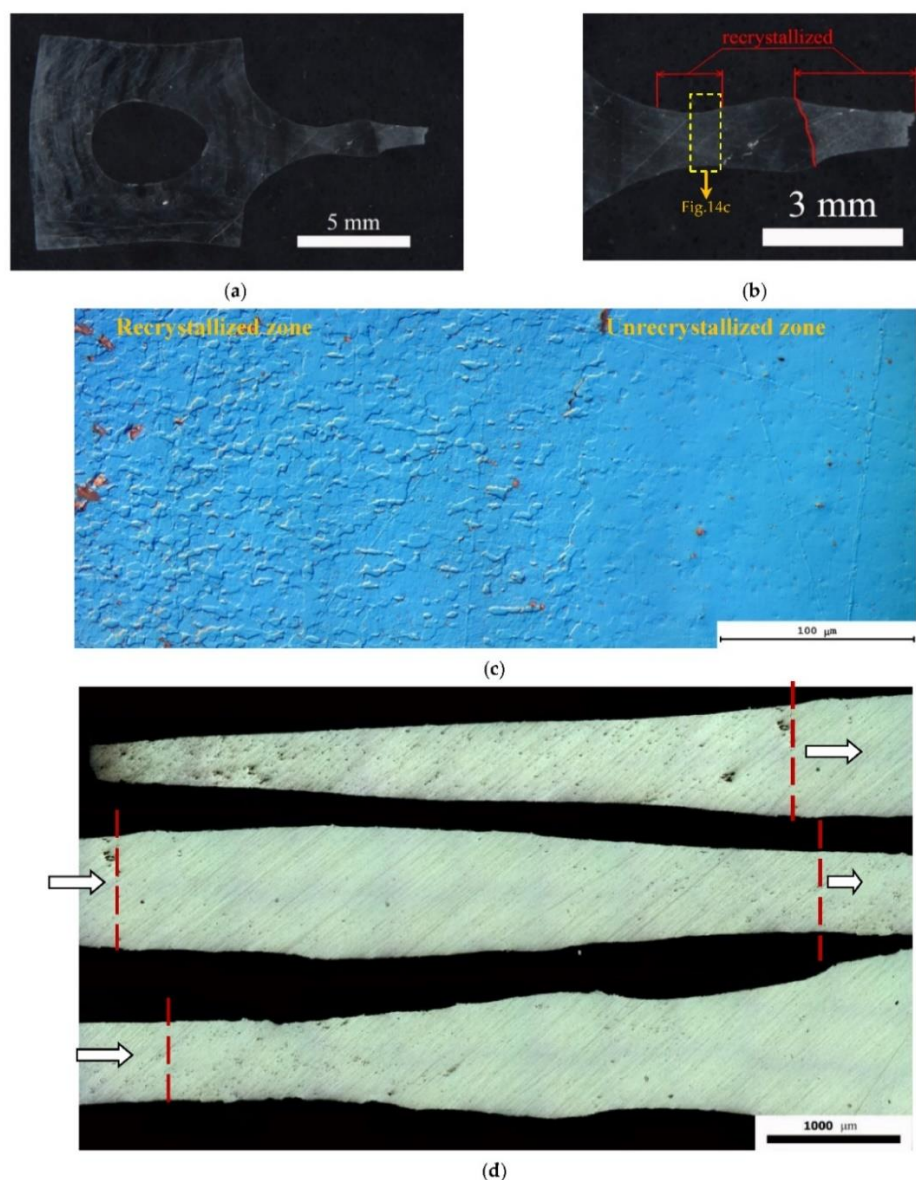 recrystallized
5 mm
Fig.14c
3 mm
(a)
(b)
Recrystallized zone Unrecrystallized zone
100 μm
(c)
1000 μm
(d)